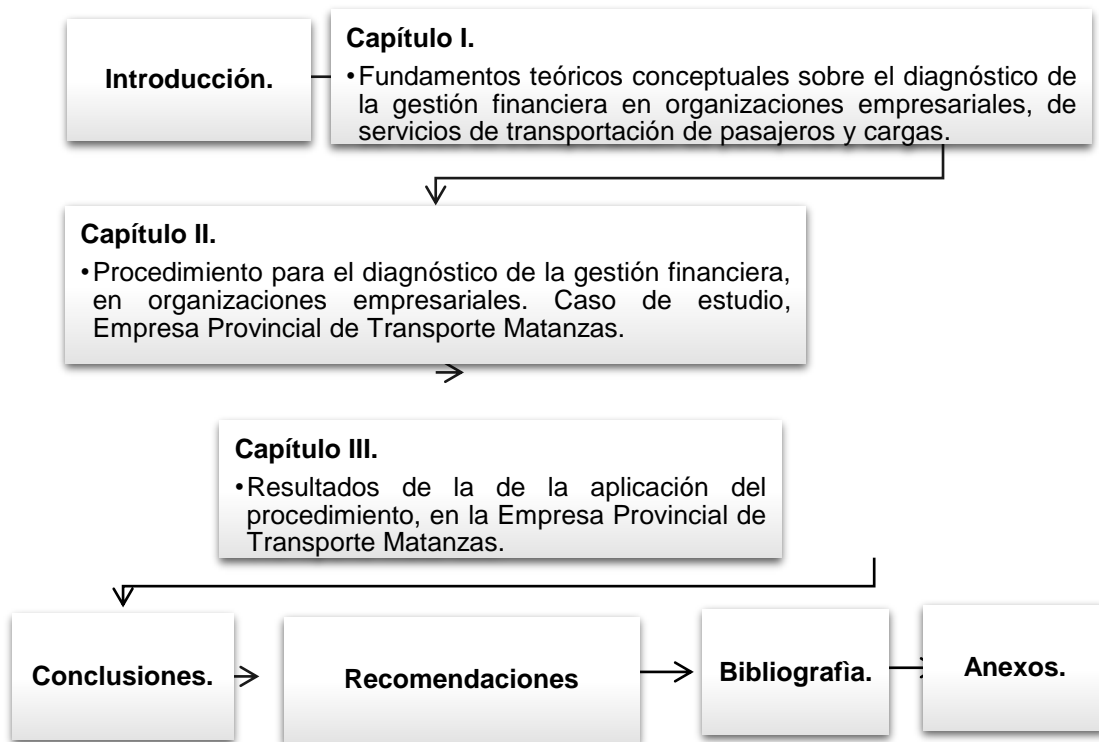 Introducción.
Capítulo I.
•Fundamentos teóricos conceptuales sobre el diagnóstico de
la gestión financiera en organizaciones empresariales, de
servicios de transportación de pasajeros y cargas.
Capítulo II.
•Procedimiento para el diagnóstico de la gestión financiera,
en organizaciones empresariales. Caso de estudio,
Empresa Provincial de Transporte Matanzas.
Capítulo III.
•Resultados de la de la aplicación del
procedimiento, en la Empresa Provincial de
Transporte Matanzas.
Conclusiones.
Recomendaciones
Bibliografìa.
Anexos.